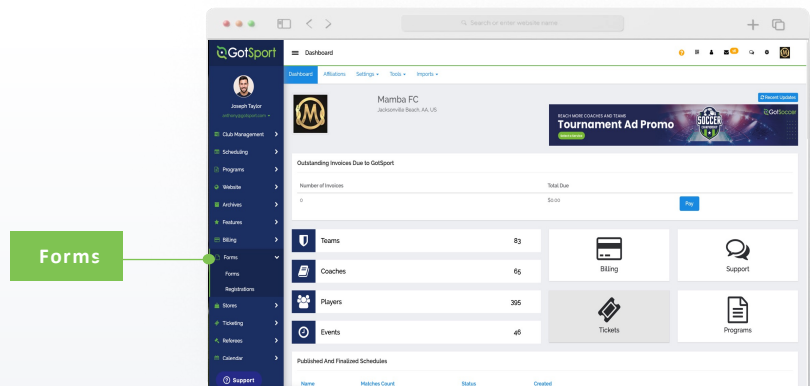 Search or enter website name
GotSport
Dashboard
Dashboard Affiliations Settings Tools Imports
Joseph Taylor
Mamba FC
Jacksonville Beach, AA, US
Recent Updates
BEACH MORE COACHES AND TEAMS
Tournament Ad Promo
SOCCER
GotSoccer
Club Management
Scheduling
Programs
Website
Archives
Features
Billing
Forms
Forms
Forms
Registrations
Stores
Ticketing
Referees
Calendar
Support
Outstanding Invoices Due to GotSport
Number of Invoices Total Due
0 $0.00 Pay
Teams 83
Coaches 65
Players 395
Events 46
Billing
Support
Tickets
Programs
Published And Finalized Schedules
Name Matches Count Status Created